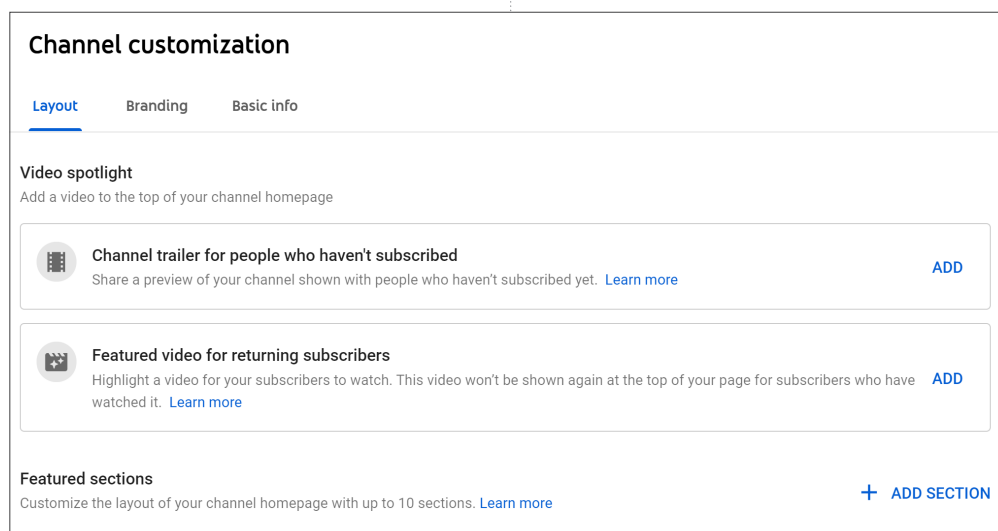 Channel customization
Layout Branding Basic info
Video spotlight
Add a video to the top of your channel homepage
Channel trailer for people who haven't subscribed
Share a preview of your channel shown with people who haven’t subscribed yet. Learn more
ADD
Featured video for returning subscribers
Highlight a video for your subscribers to watch. This video won’t be shown again at the top of your page for subscribers who have
watched it. Learn more
ADD
Featured sections
Customize the layout of your channel homepage with up to 10 sections. Learn more
+ ADD SECTION